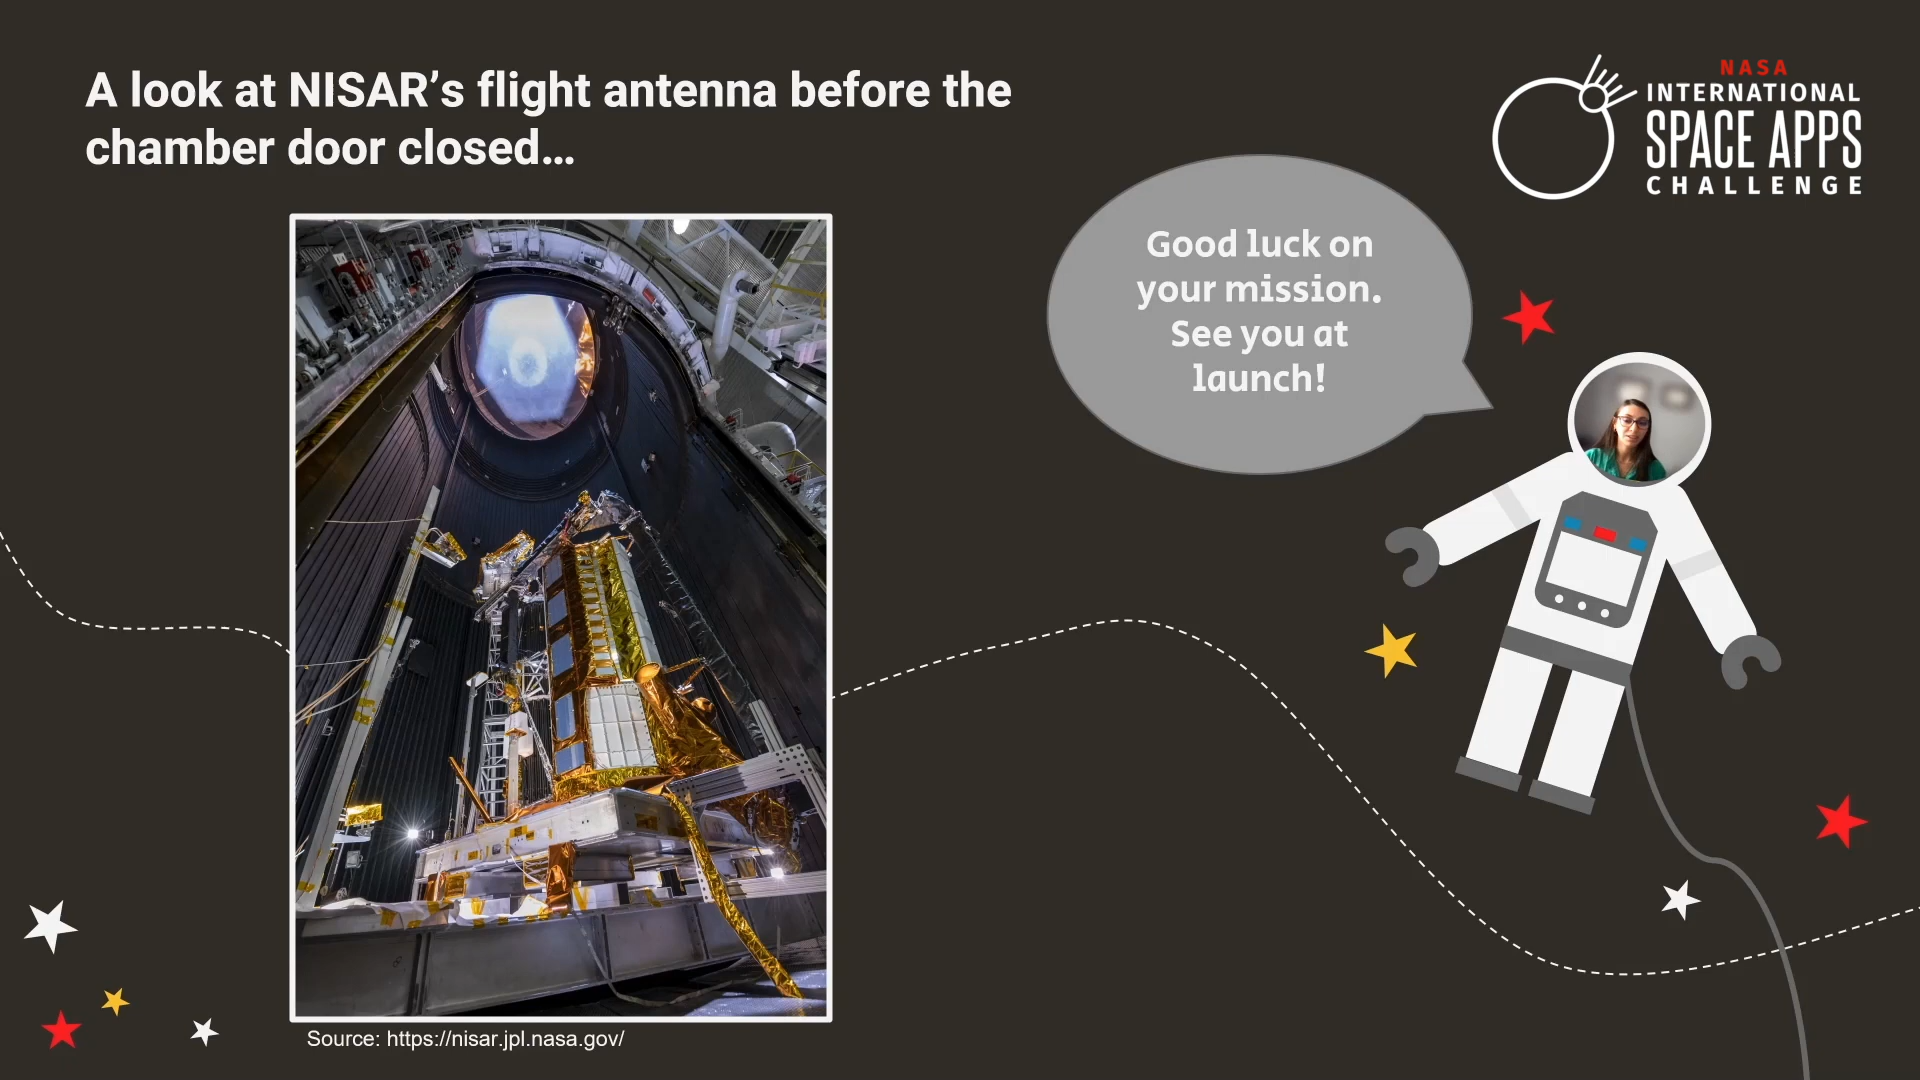 A look at NISAR’s flight antenna before the
chamber door closed...
NASA
INTERNATIONAL
SPACE APPS
CHALLENGE
Good luck on
your mission.
See you at
launch!
Source: https://nisar.jpl.nasa.gov/